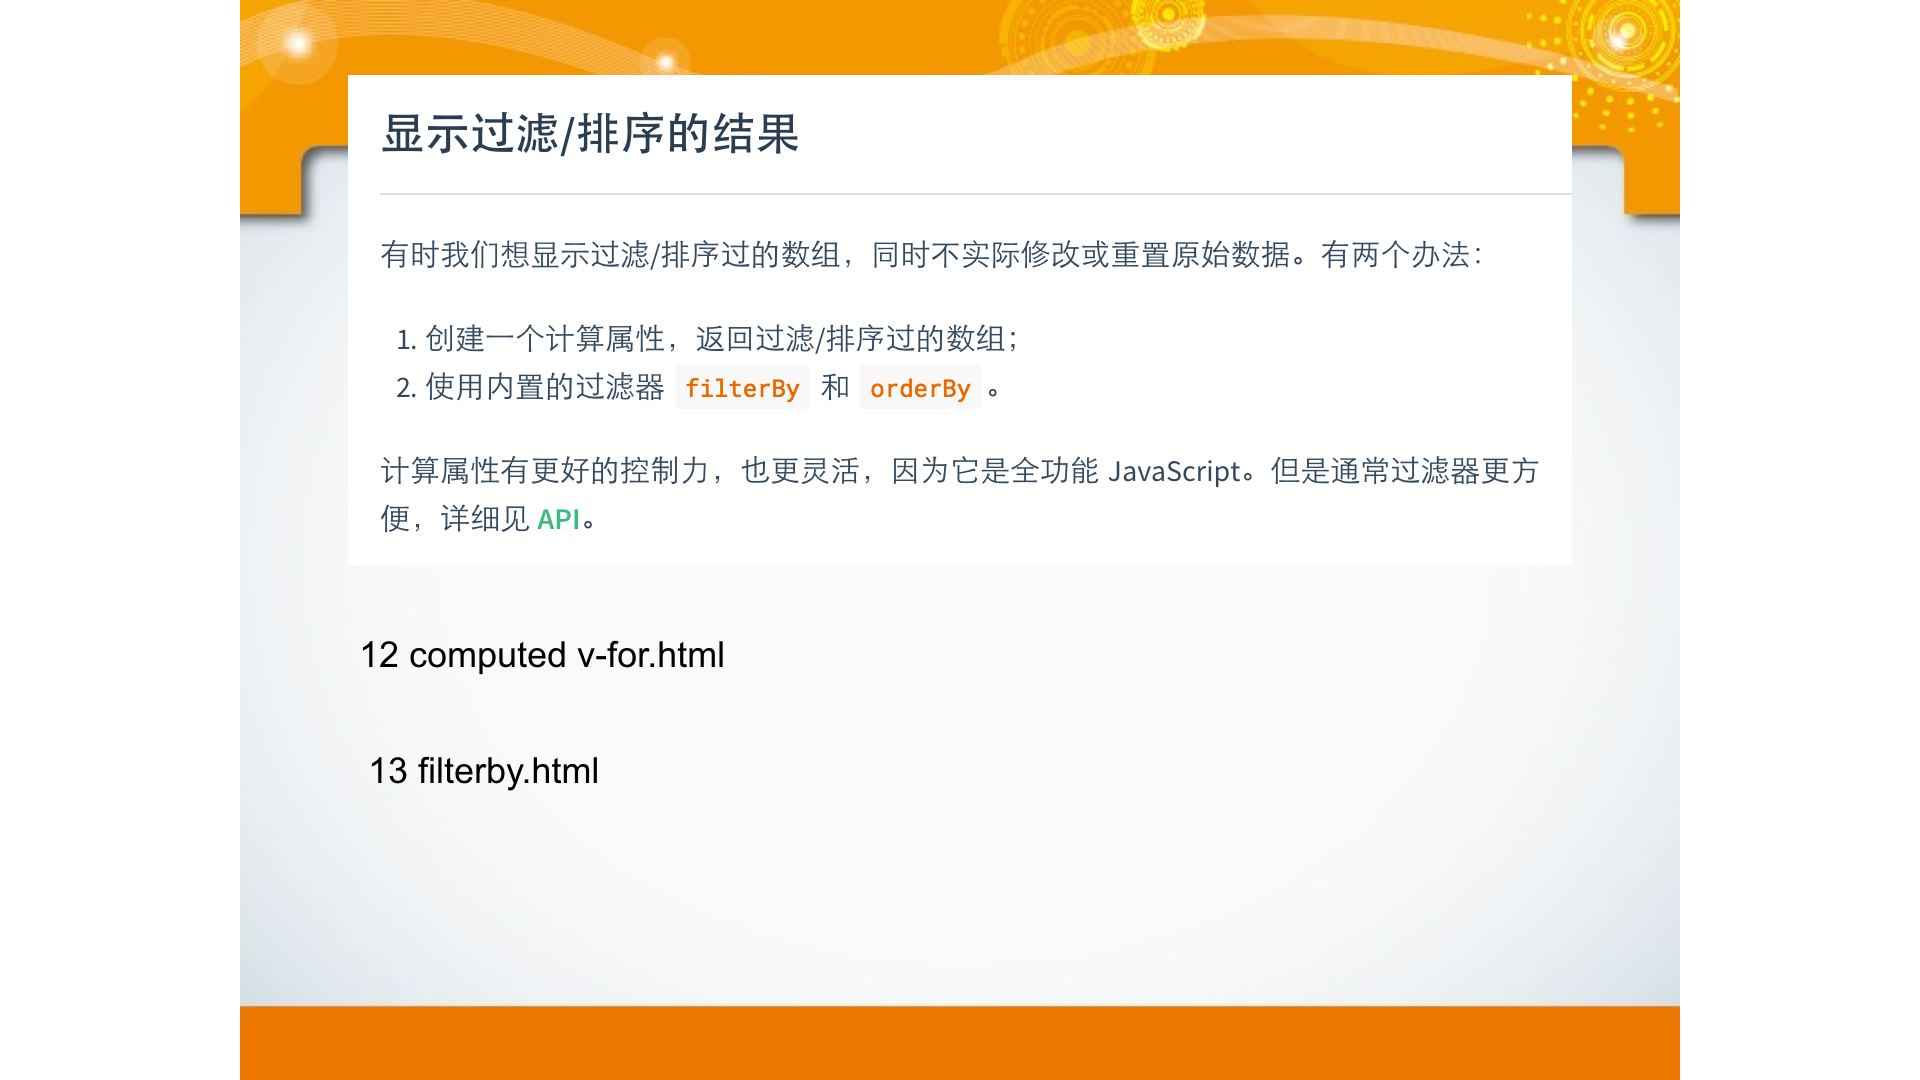 显示过滤/排序的结果
有时我们想显示过滤/排序过的数组，同时不实际修改或重置原始数据。有两个办法：
1. 创建一个计算属性，返回过滤/排序过的数组；
2. 使用内置的过滤器 filterBy 和 orderBy 。
计算属性有更好的控制力，也更灵活，因为它是全功能 JavaScript。但是通常过滤器更方
便，详细见 API。
12 computed v-for.html
13 filterby.html